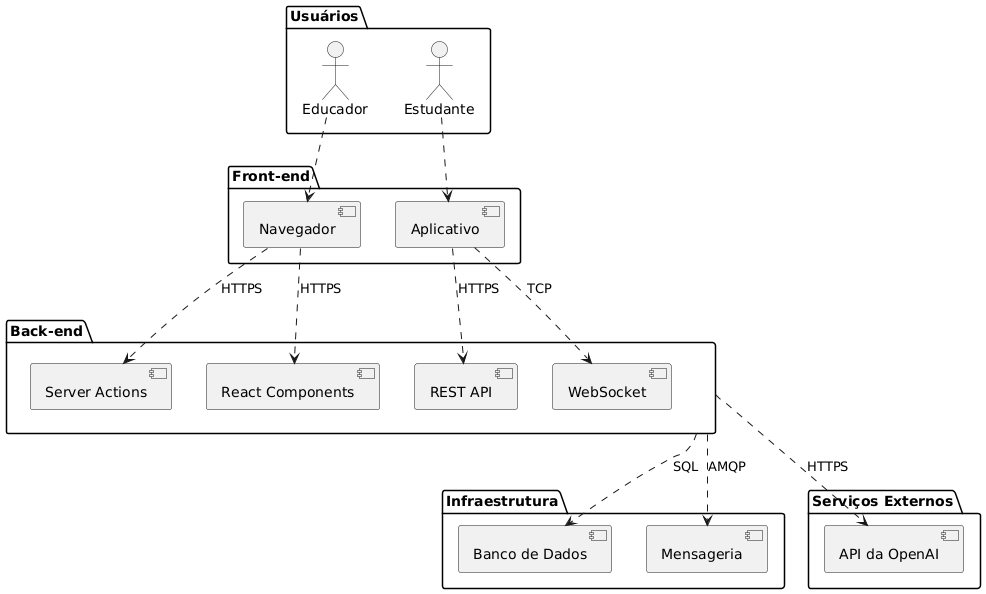 Usuários
Educador
Estudante
Front-end
Navegador
Aplicativo
HTTPS
HTTPS
HTTPS
TCP
Back-end
Server Actions
React Components
REST API
WebSocket
SQL
AMQP
HTTPS
Infraestrutura
Serviços Externos
Banco de Dados
Mensageria
API da OpenAI